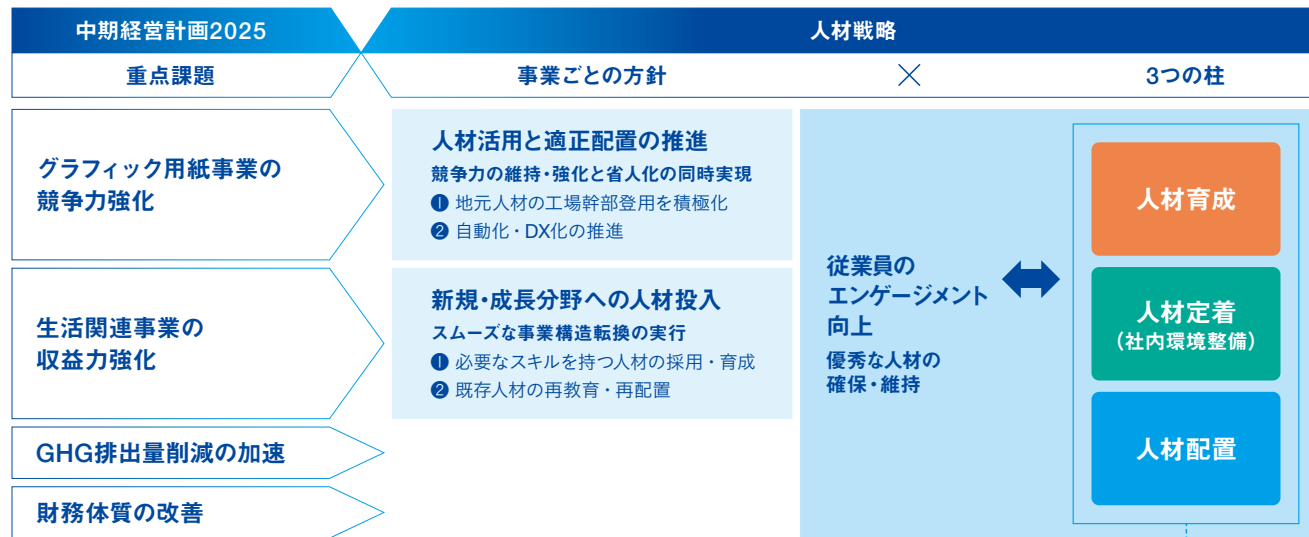 中期経営計画2025
人材戦略
重点課題
事業ごとの方針
×
3つの柱
グラフィック用紙事業の
競争力強化
人材活用と適正配置の推進
競争力の維持・強化と省人化の同時実現
❶ 地元人材の工場幹部登用を積極化
❷ 自動化・DX化の推進
生活関連事業の
収益力強化
新規・成長分野への人材投入
スムーズな事業構造転換の実行
❶ 必要なスキルを持つ人材の採用・育成
❷ 既存人材の再教育・再配置
GHG排出量削減の加速
財務体質の改善
従業員の
エンゲージメント
向上
優秀な人材の
確保・維持
人材育成
人材定着
（社内環境整備）
人材配置